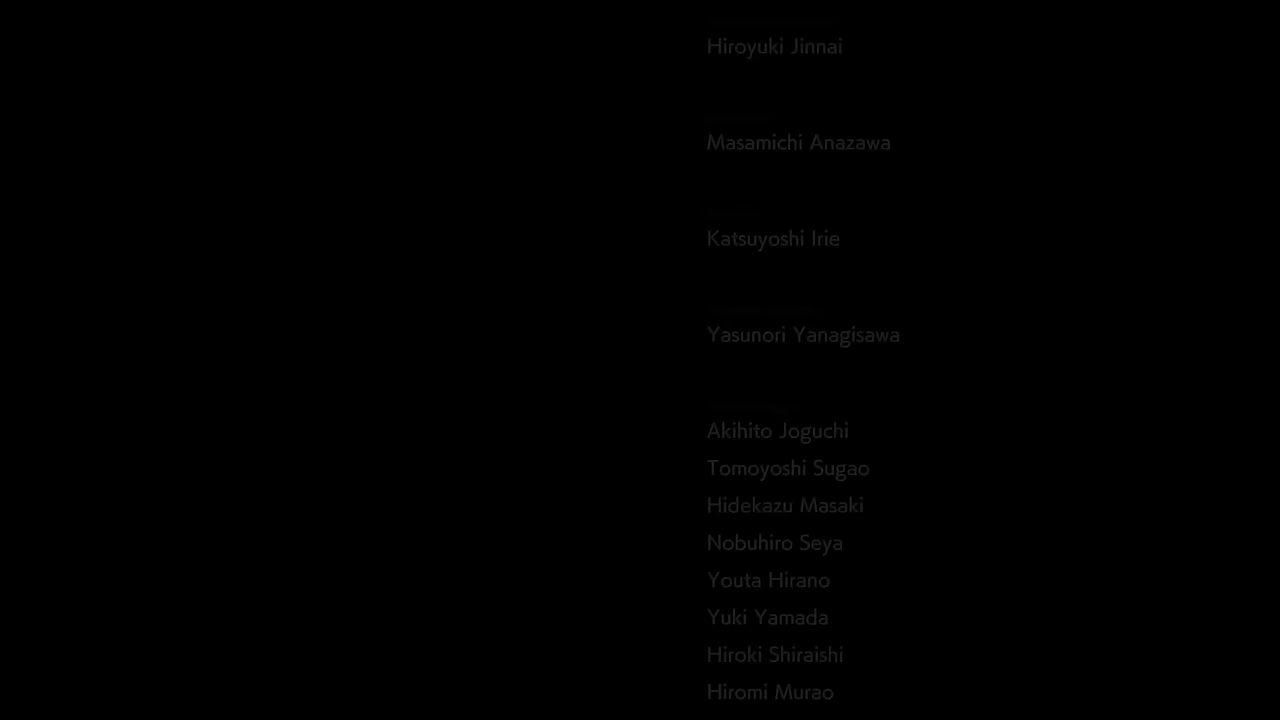 Hiroyuki Jinnai
Masamichi Anazawa
Katsuyoshi Irie
Yasunori Yanagisawa
Akihito Joguchi
Tomoyoshi Sugao
Hidekazu Masaki
Nobuhiro Seya
Youta Hirano
Yuki Yamada
Hiroki Shiraishi
Hiromi Murao